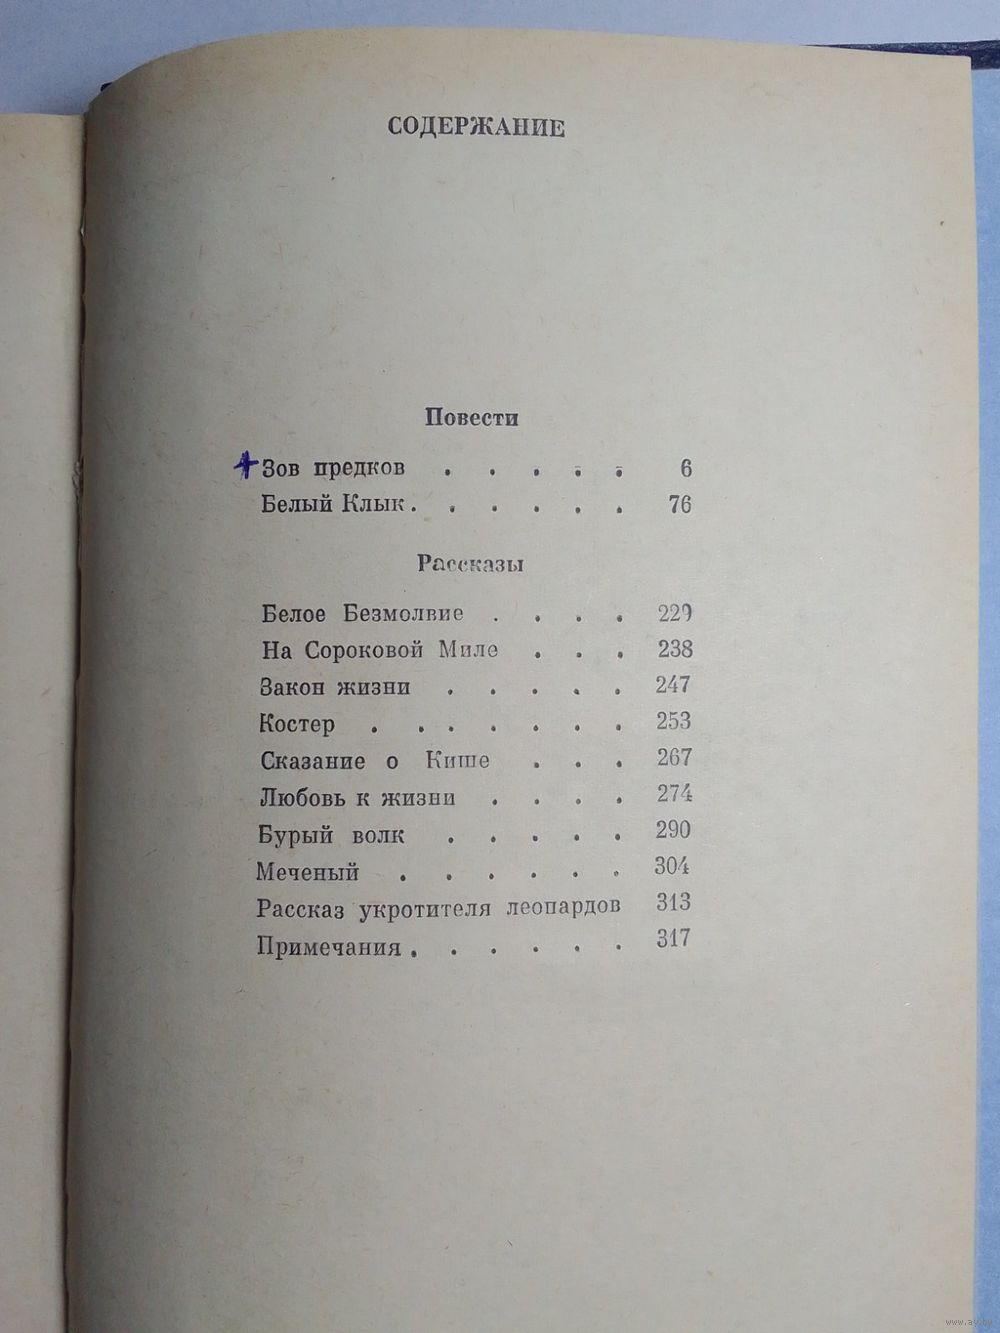 СОДЕРЖАНИЕ
Повести
+ Зов предков . . . . . 6
Белый Клык . . . . . . 76
Рассказы
Белое Безмолвие . . . . 229
На Сороковой Миле . . . 238
Закон жизни . . . . . 247
Костер . . . . . . . 253
Сказание о Кише . . . 267
Любовь к жизни . . . . 274
Бурый волк . . . . . 290
Меченый . . . . . . 304
Рассказ укротителя леопардов 313
Примечания . . . . . . 317